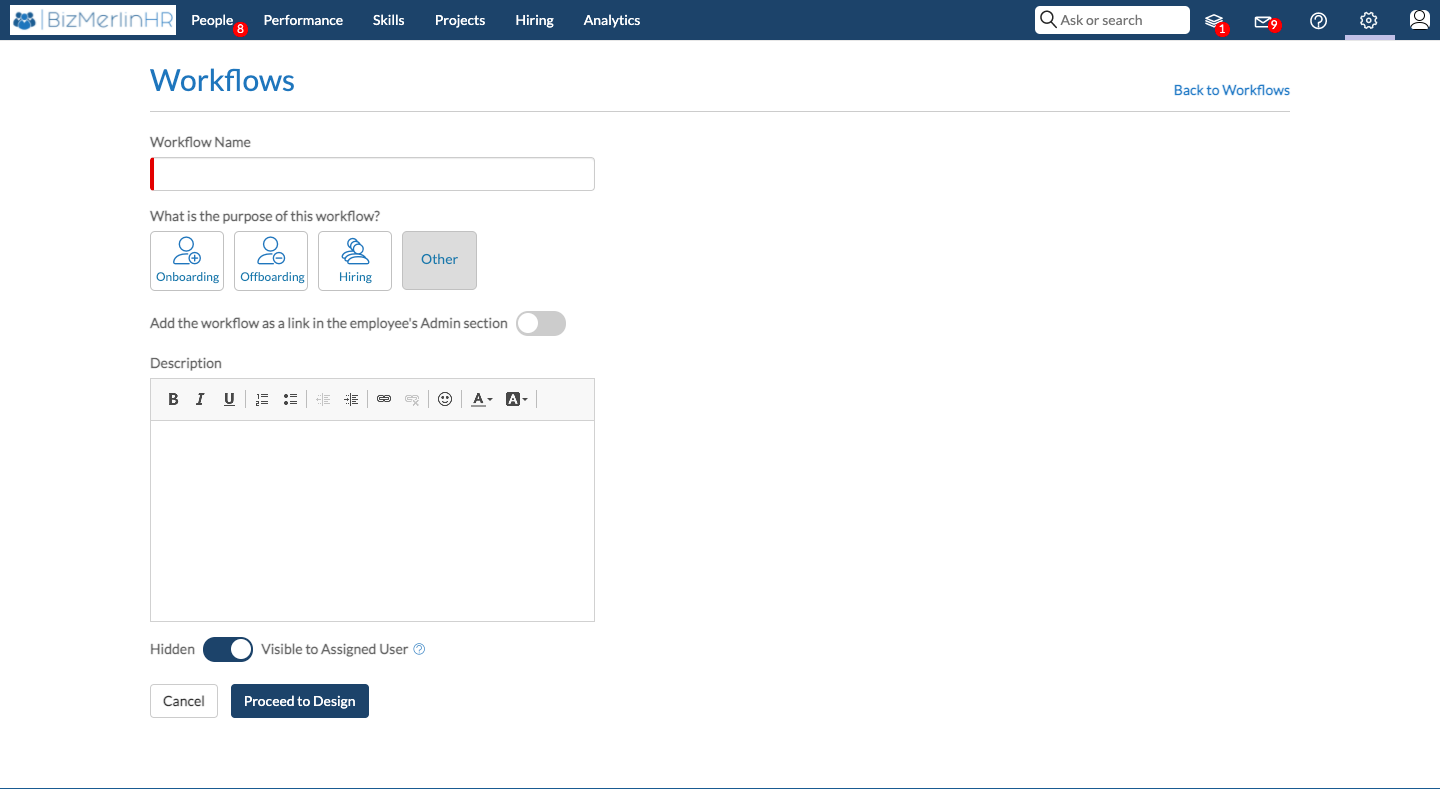 BizMerlinHR People 8 Performance Skills Projects Hiring Analytics Ask or search 1 9
Workflows
Back to Workflows
Workflow Name
What is the purpose of this workflow?
Onboarding Offboarding Hiring Other
Add the workflow as a link in the employee's Admin section
Description
B I U A A
Hidden Visible to Assigned User
Cancel Proceed to Design